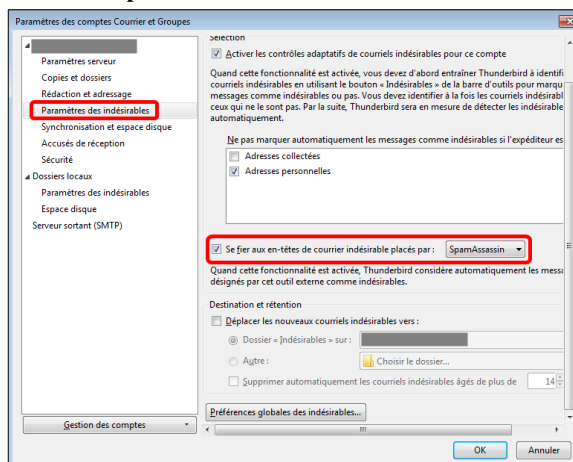 Paramètres des comptes Courrier et Groupes
Paramètres serveur
Copies et dossiers
Rédaction et adressage
Paramètres des indésirables
Synchronisation et espace disque
Accusés de réception
Sécurité
Dossiers locaux
Paramètres des indésirables
Espace disque
Serveur sortant (SMTP)
Gestion des comptes
Sélection
Activer les contrôles adaptatifs de courriels indésirables pour ce compte
Quand cette fonctionnalité est activée, vous devez d'abord entraîner Thunderbird à identifi
courriels indésirables en utilisant le bouton « Indésirables » de la barre d'outils pour marqu
messages comme indésirables ou pas. Vous devez identifier à la fois les courriels indésirabl
ceux qui ne le sont pas. Par la suite, Thunderbird sera en mesure de détecter les indésirable
automatiquement.
Ne pas marquer automatiquement les messages comme indésirables si l'expéditeur es
Adresses collectées
Adresses personnelles
Se fier aux en-têtes de courrier indésirable placés par : SpamAssassin
Quand cette fonctionnalité est activée, Thunderbird considère automatiquement les messa
désignés par cet outil externe comme indésirables.
Destination et rétention
Déplacer les nouveaux courriels indésirables vers :
Dossier « Indésirables » sur :
Autre : Choisir le dossier...
Supprimer automatiquement les courriels indésirables âgés de plus de 14
Préférences globales des indésirables...
OK Annuler